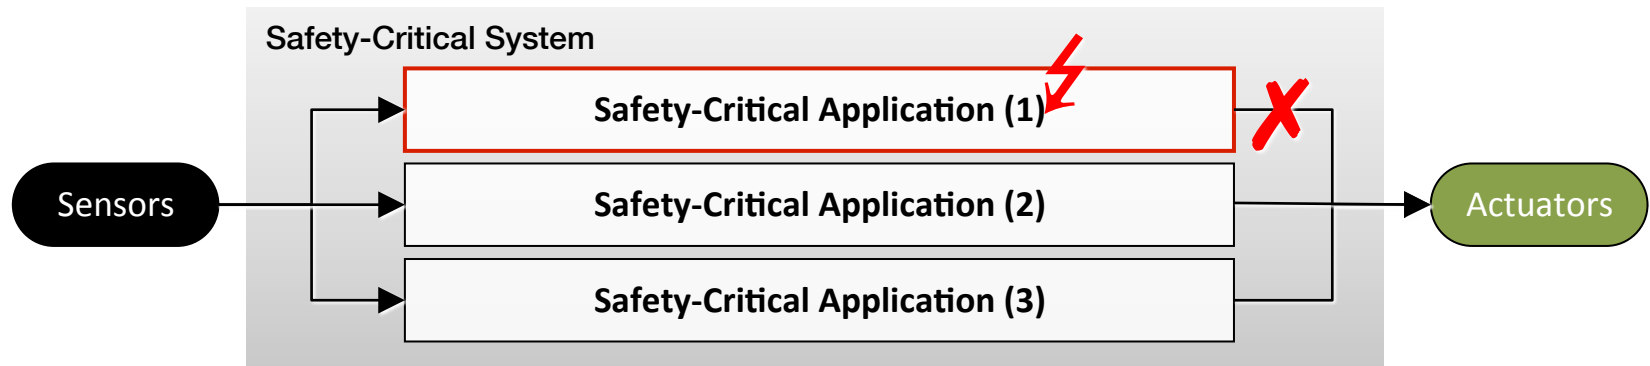 Safety-Critical System
Safety-Critical Application (1)
Sensors
Safety-Critical Application (2)
Actuators
Safety-Critical Application (3)